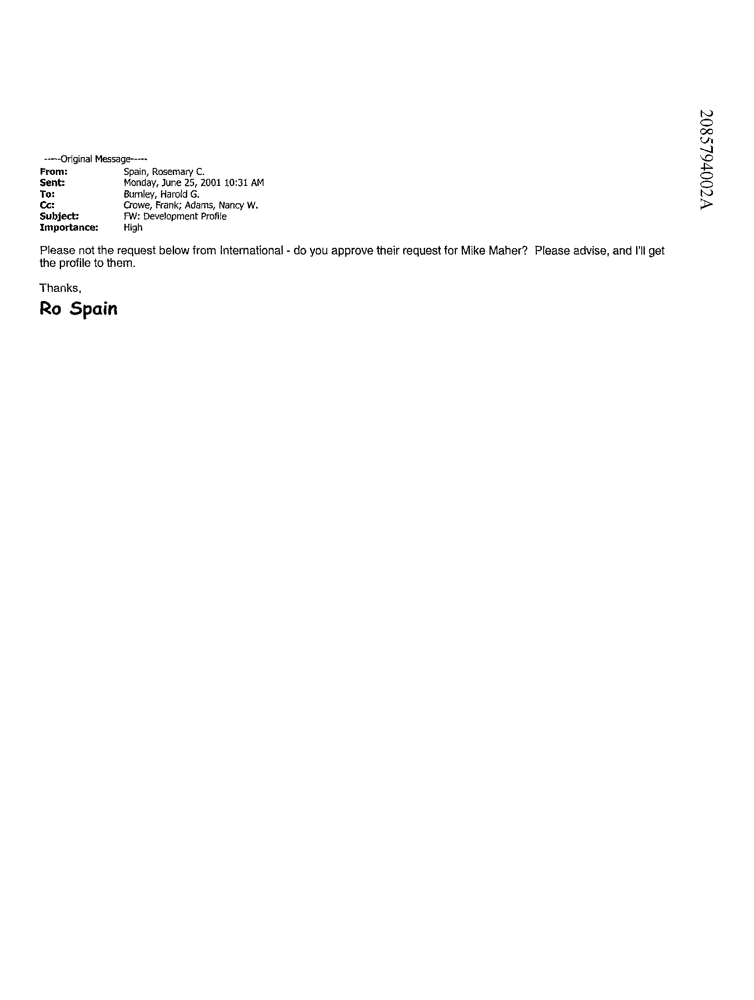 -----Original Message-----
From: Spain, Rosemary C.
Sent: Monday, June 25, 2001 10:31 AM
To: Burnley, Harold G.
Cc: Crowe, Frank; Adams, Nancy W.
Subject: FW: Development Profile
Importance: High
Please not the request below from International - do you approve their request for Mike Maher? Please advise, and I'll get
the profile to them.
Thanks,
Ro Spain
2085794002A